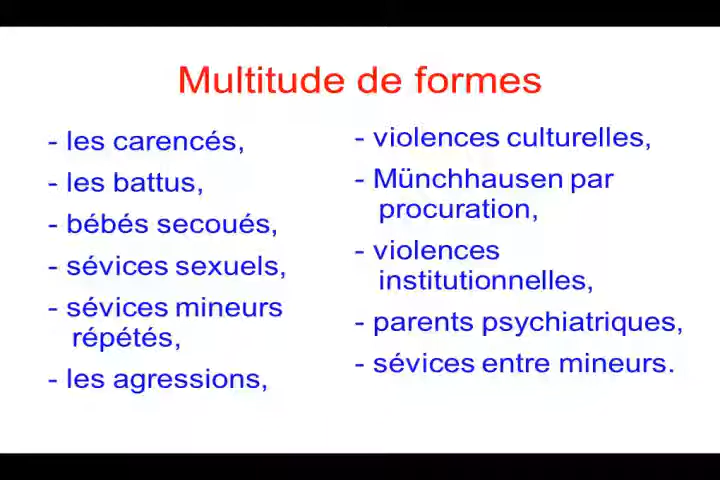 Multitude de formes
- les carencés,
- les battus,
- bébés secoués,
- sévices sexuels,
- sévices mineurs
répétés,
- les agressions,
- violences culturelles,
- Münchhausen par
procuration,
- violences
institutionnelles,
- parents psychiatriques,
- sévices entre mineurs.